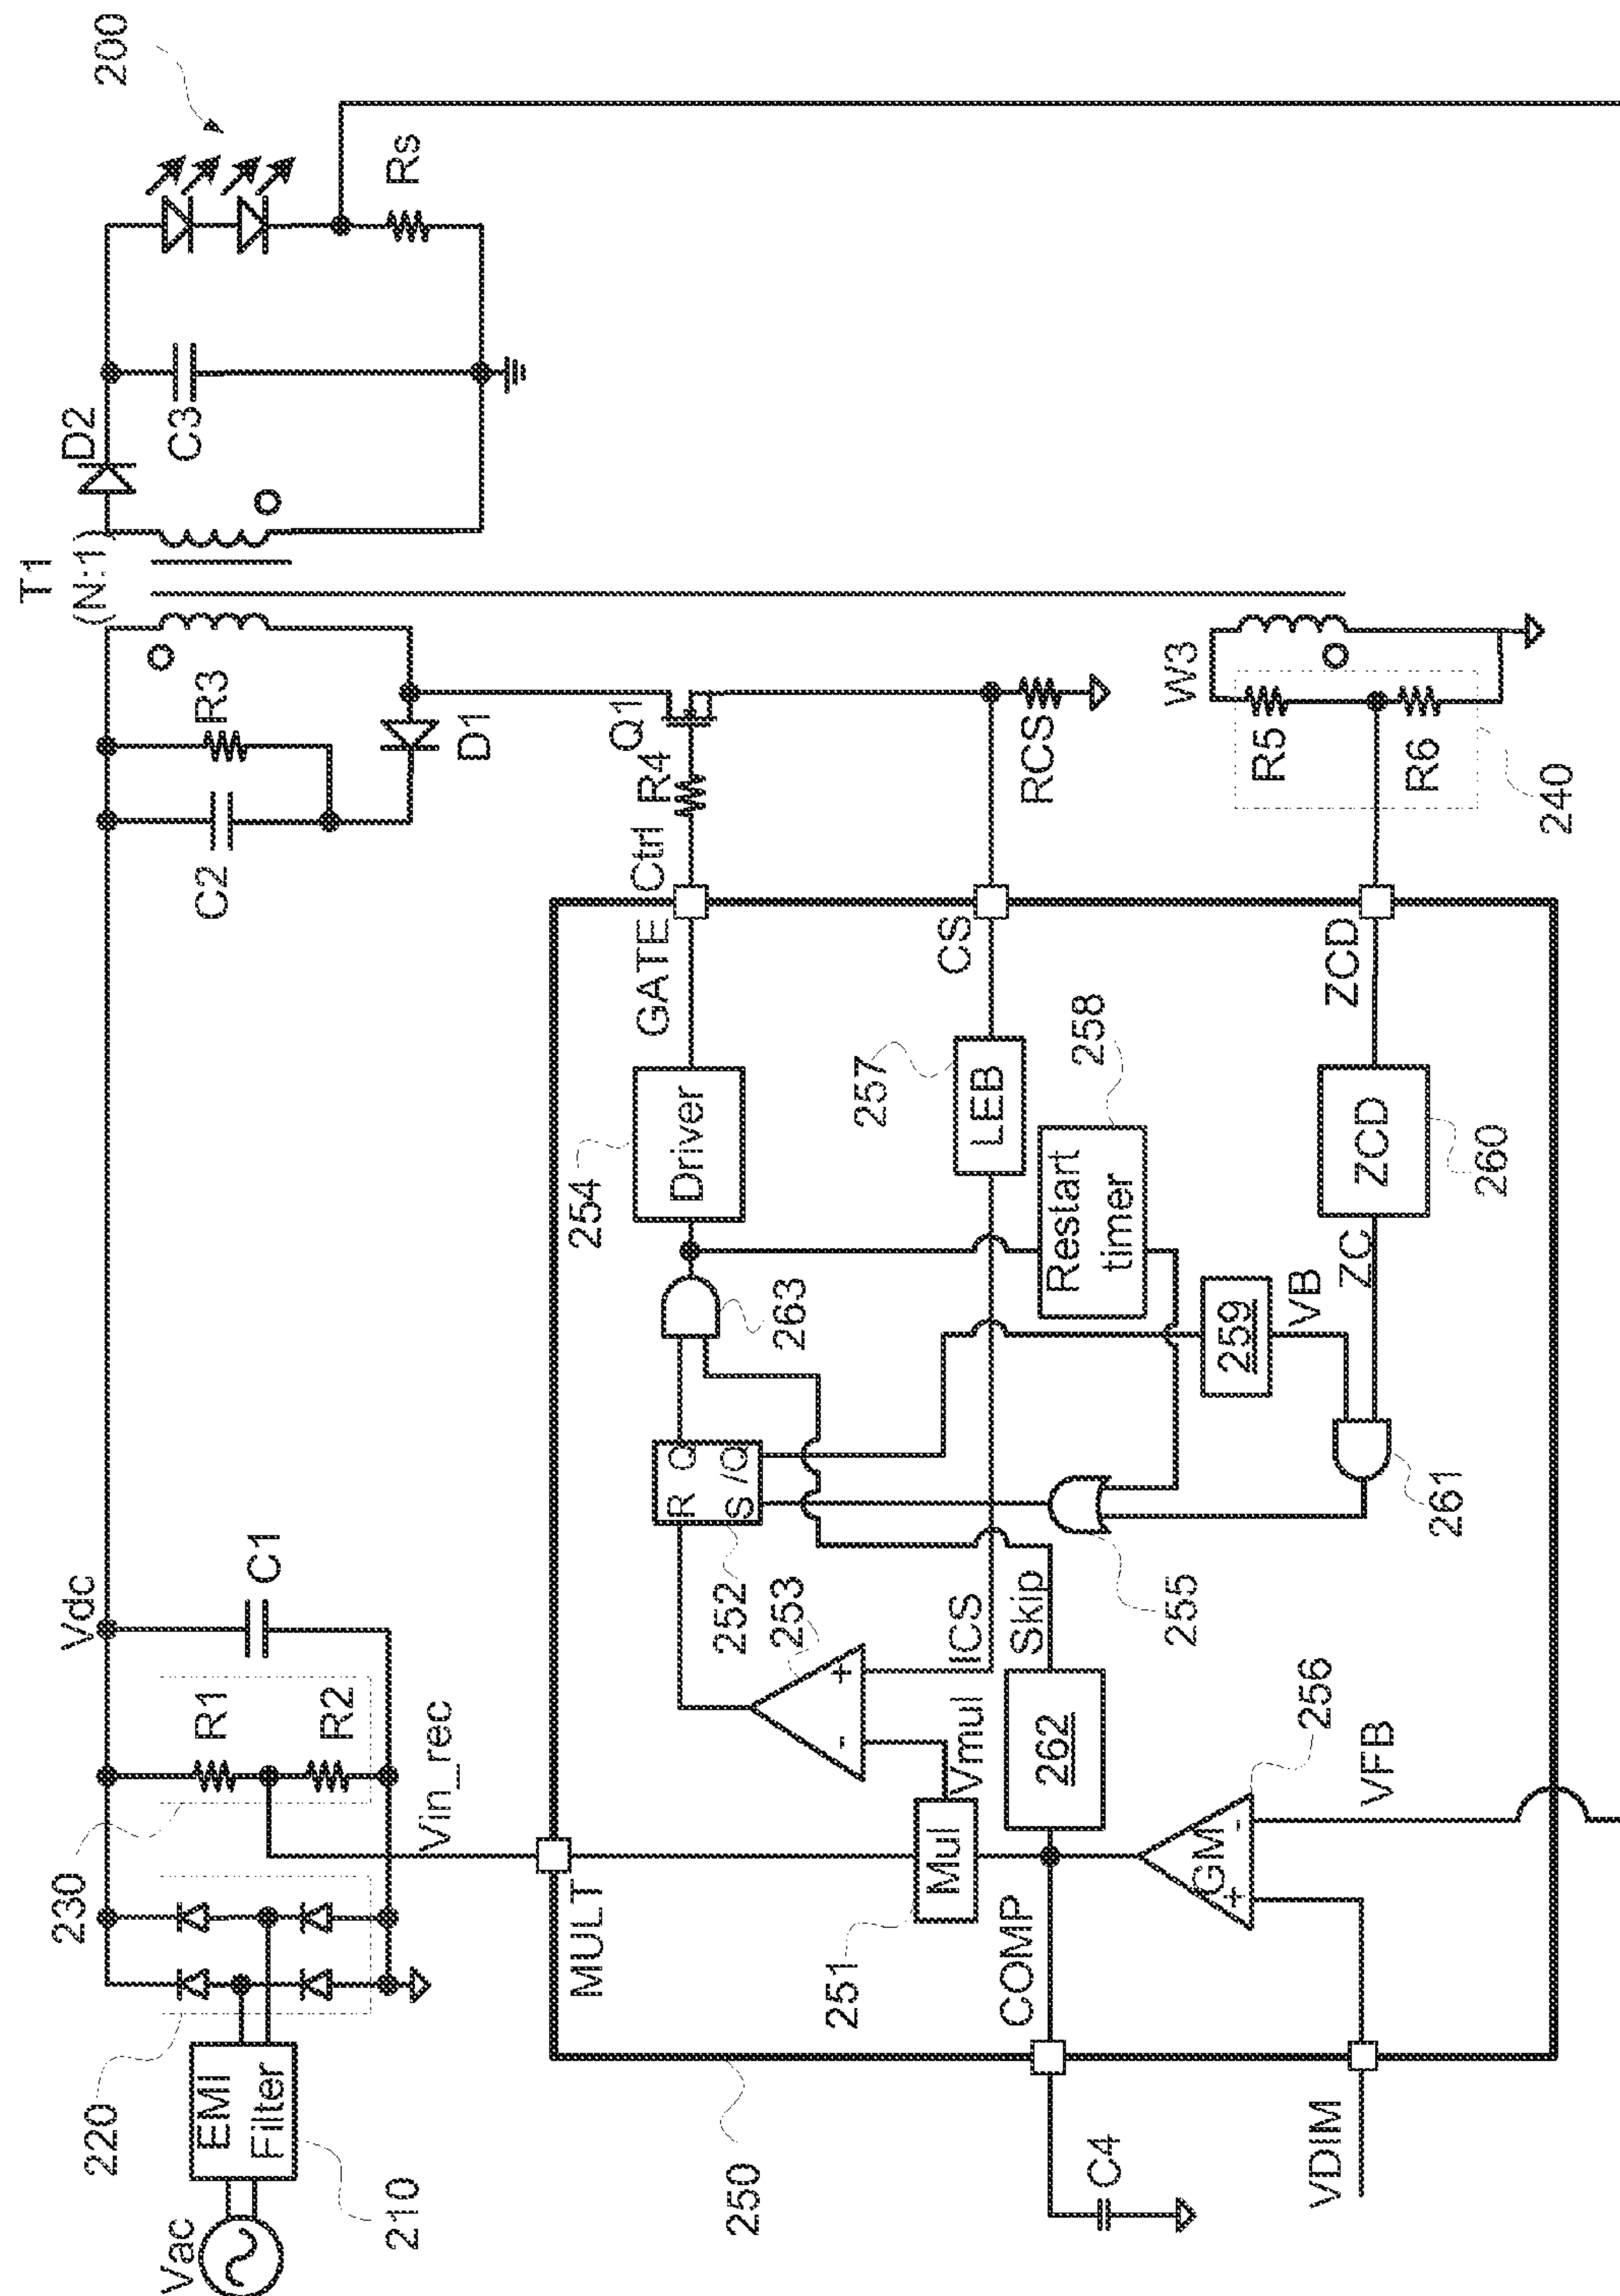 200
T1
(N:1)
D2
C3
Rs
Vac
EMI
Filter
210
220
230
R1
R2
Vdc
C1
Vin_rec
C2
R3
D1
Q1
R4
Ctrl
GATE
MULT
250
Driver
254
263
R Q
S /Q
252
253
+
-
ICS
Vmul
Skip
Mul
251
262
COMP
C4
GM
+
-
256
VFB
VDIM
255
261
259
VB
ZC
Restart
timer
258
LEB
257
CS
RCS
ZCD
260
ZCD
W3
R5
R6
240